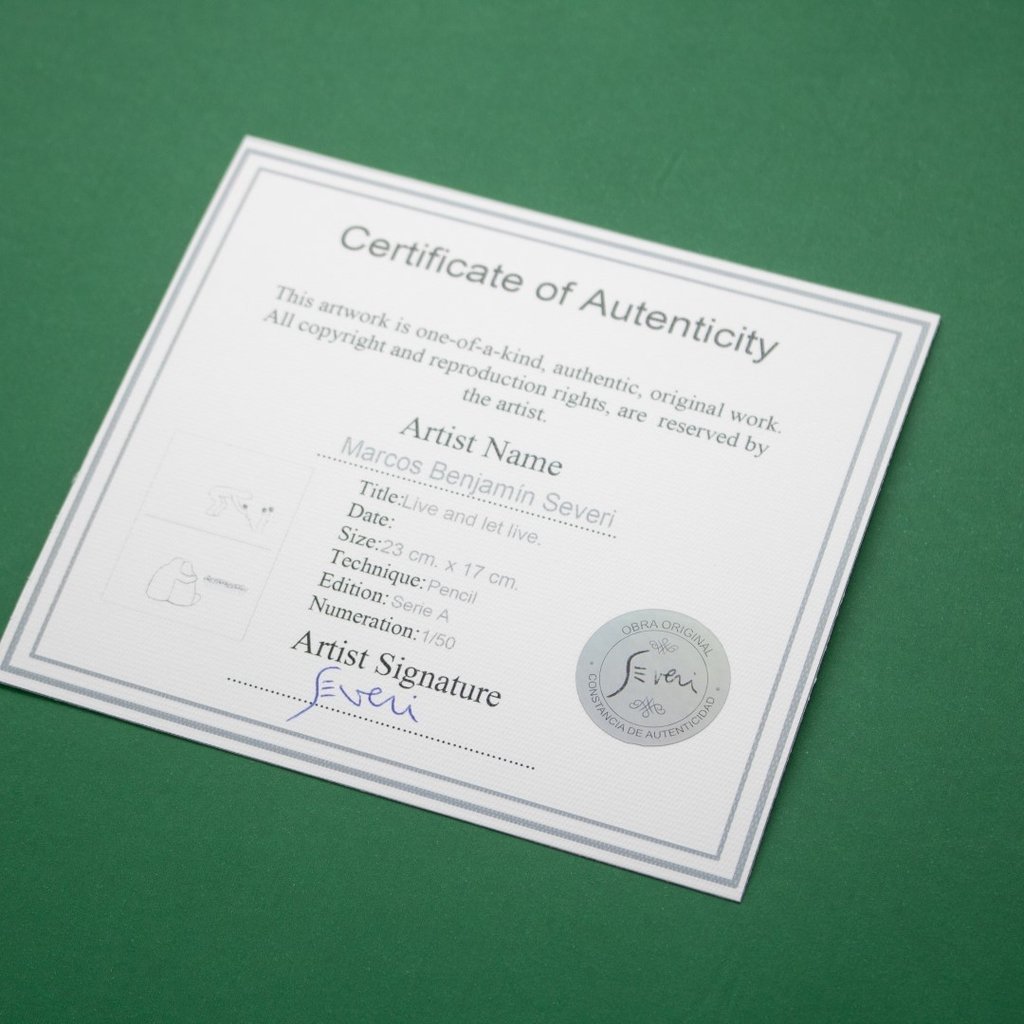 Certificate of Autenticity
This artwork is one-of-a-kind, authentic, original work.
All copyright and reproduction rights, are reserved by
the artist.
Artist Name
Marcos Benjamín Severi
Title:Live and let live.
Date:
Size:23 cm. x 17 cm.
Technique:Pencil
Edition: Serie A
Numeration:1/50
Artist Signature
Severi
OBRA ORIGINAL
Severi
CONSTANCIA DE AUTENTICIDAD